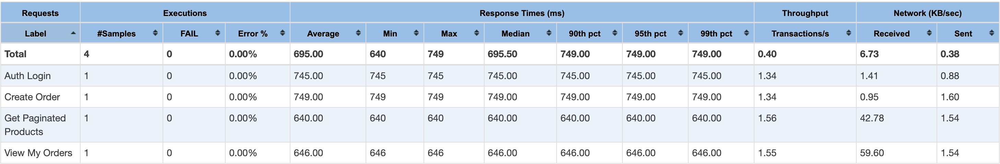 Requests Executions Response Times (ms) Throughput Network (KB/sec)
Label #Samples FAIL Error % Average Min Max Median 90th pct 95th pct 99th pct Transactions/s Received Sent
Total 4 0 0.00% 695.00 640 749 695.50 749.00 749.00 749.00 0.40 6.73 0.38
Auth Login 1 0 0.00% 745.00 745 745 745.00 745.00 745.00 745.00 1.34 1.41 0.88
Create Order 1 0 0.00% 749.00 749 749 749.00 749.00 749.00 749.00 1.34 0.95 1.60
Get Paginated 1 0 0.00% 640.00 640 640 640.00 640.00 640.00 640.00 1.56 42.78 1.54
Products
View My Orders 1 0 0.00% 646.00 646 646 646.00 646.00 646.00 646.00 1.55 59.60 1.54